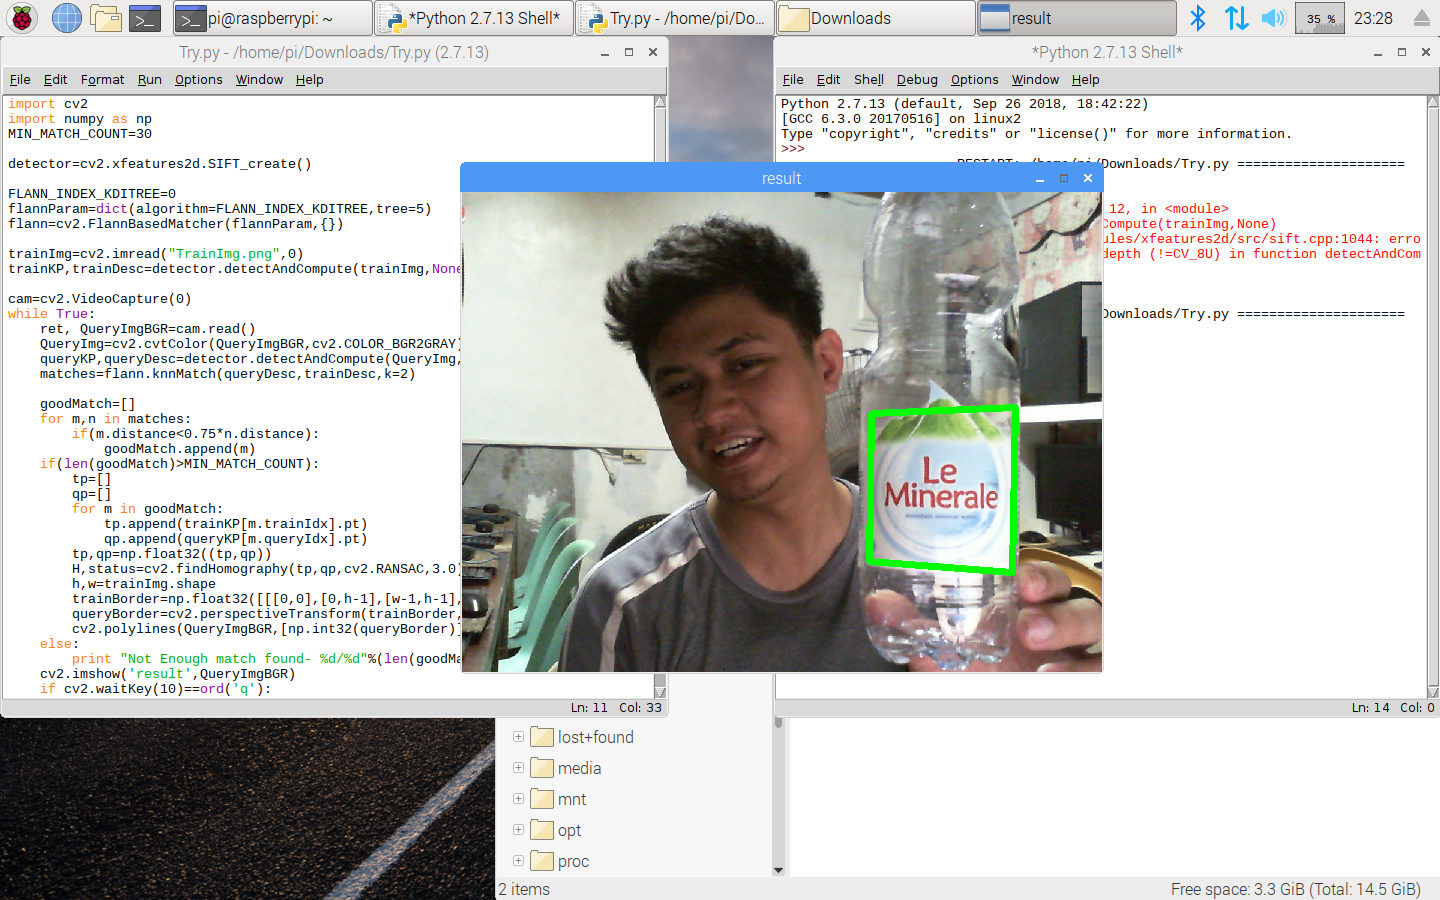 pi@raspberrypi: ~
*Python 2.7.13 Shell*
Try.py - /home/pi/Do...
Downloads
result
35 %
23:28
Try.py - /home/pi/Downloads/Try.py (2.7.13)
File Edit Format Run Options Window Help
import cv2
import numpy as np
MIN_MATCH_COUNT=30
detector=cv2.xfeatures2d.SIFT_create()
FLANN_INDEX_KDITREE=0
flannParam=dict(algorithm=FLANN_INDEX_KDITREE,tree=5)
flann=cv2.FlannBasedMatcher(flannParam,{})
trainImg=cv2.imread("TrainImg.png",0)
trainKP,trainDesc=detector.detectAndCompute(trainImg,None
cam=cv2.VideoCapture(0)
while True:
    ret, QueryImgBGR=cam.read()
    QueryImg=cv2.cvtColor(QueryImgBGR,cv2.COLOR_BGR2GRAY)
    queryKP,queryDesc=detector.detectAndCompute(QueryImg,
    matches=flann.knnMatch(queryDesc,trainDesc,k=2)
    goodMatch=[]
    for m,n in matches:
        if(m.distance<0.75*n.distance):
            goodMatch.append(m)
    if(len(goodMatch)>MIN_MATCH_COUNT):
        tp=[]
        qp=[]
        for m in goodMatch:
            tp.append(trainKP[m.trainIdx].pt)
            qp.append(queryKP[m.queryIdx].pt)
        tp,qp=np.float32((tp,qp))
        H,status=cv2.findHomography(tp,qp,cv2.RANSAC,3.0)
        h,w=trainImg.shape
        trainBorder=np.float32([[[0,0],[0,h-1],[w-1,h-1],
        queryBorder=cv2.perspectiveTransform(trainBorder,
        cv2.polylines(QueryImgBGR,[np.int32(queryBorder)]
    else:
        print "Not Enough match found- %d/%d"%(len(goodMa
    cv2.imshow('result',QueryImgBGR)
    if cv2.waitKey(10)==ord('q'):
Ln: 11 Col: 33
result
Le
Minerale
*Python 2.7.13 Shell*
File Edit Shell Debug Options Window Help
Python 2.7.13 (default, Sep 26 2018, 18:42:22)
[GCC 6.3.0 20170516] on linux2
Type "copyright", "credits" or "license()" for more information.
>>>
RESTART: /home/pi/Downloads/Try.py =====================
12, in <module>
Compute(trainImg,None)
ules/xfeatures2d/src/sift.cpp:1044: erro
depth (!=CV_8U) in function detectAndCom
Downloads/Try.py =====================
Ln: 14 Col: 0
lost+found
media
mnt
opt
proc
2 items
Free space: 3.3 GiB (Total: 14.5 GiB)